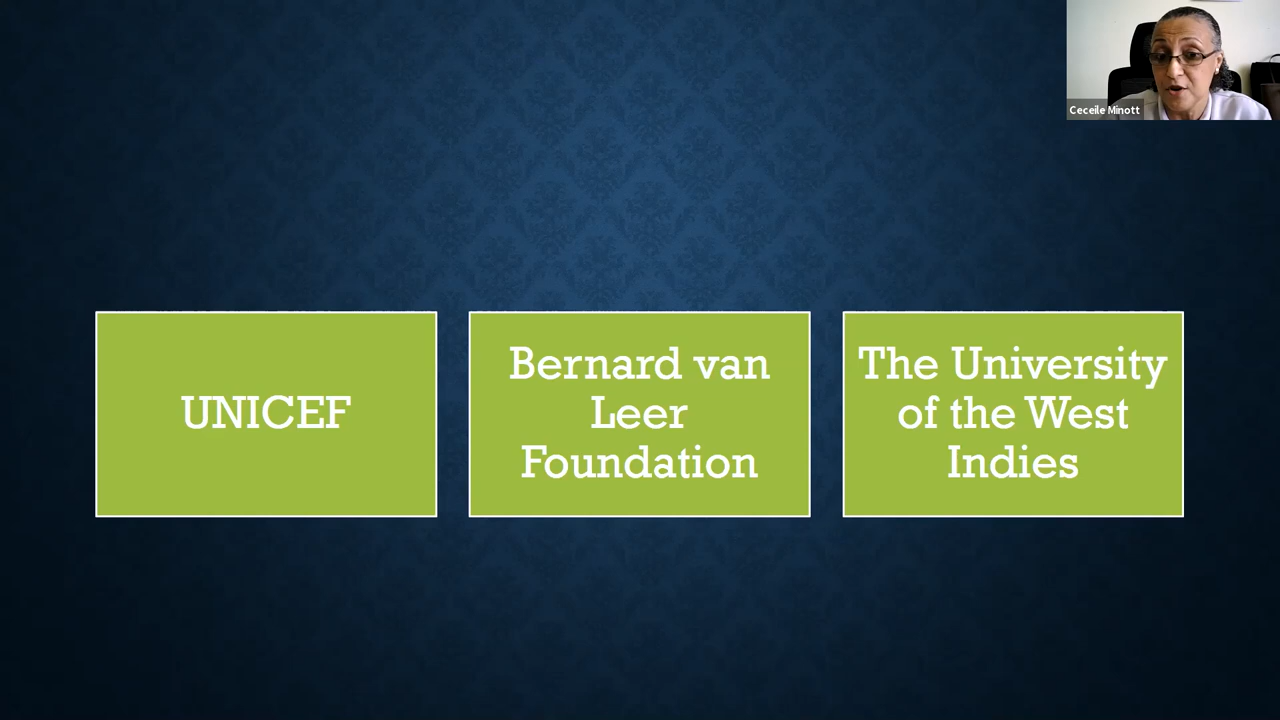 Ceceile Minott
UNICEF
Bernard van
Leer
Foundation
The University
of the West
Indies